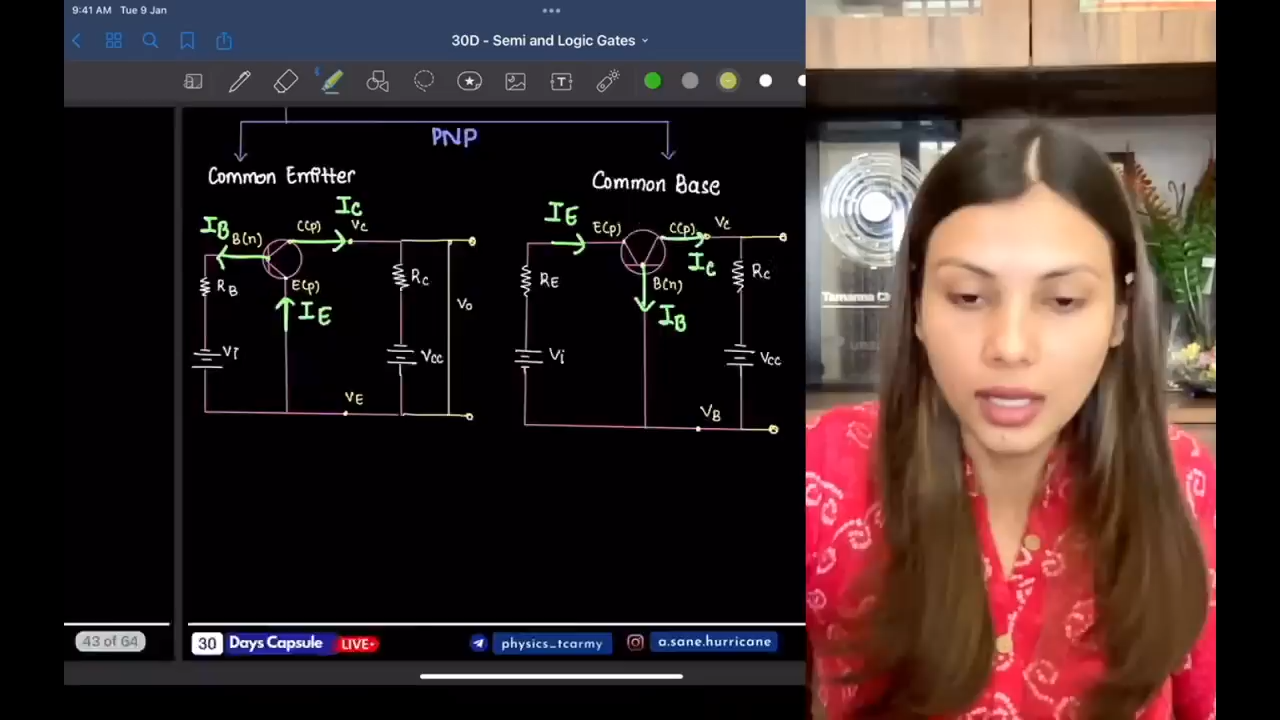 9:41 AM Tue 9 Jan
30D - Semi and Logic Gates
T
PNP
Common Emitter
Common Base
IC
IB
B(n)
C(p)
VC
RB
E(p)
IE
RC
Vo
Vi
VCC
VE
IE
E(p)
C(p)
VC
IC
RE
B(n)
RC
IB
Vi
VCC
VB
43 of 64
30 Days Capsule LIVE
physics_tcarmy
a.sane.hurricane